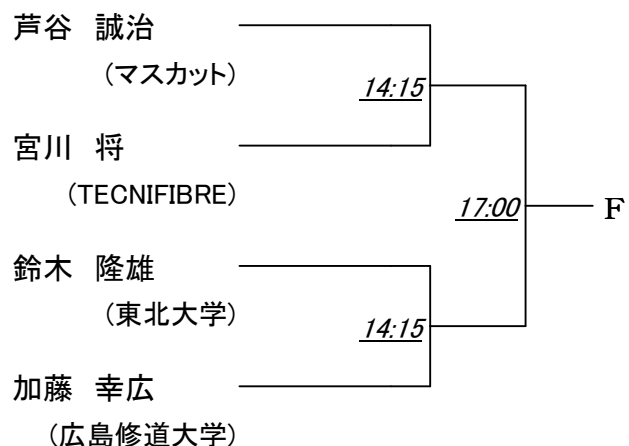 芦谷　誠治
（マスカット）
14:15
宮川　将
（TECNIFIBRE）
17:00
F
鈴木　隆雄
（東北大学）
14:15
加藤　幸広
（広島修道大学）